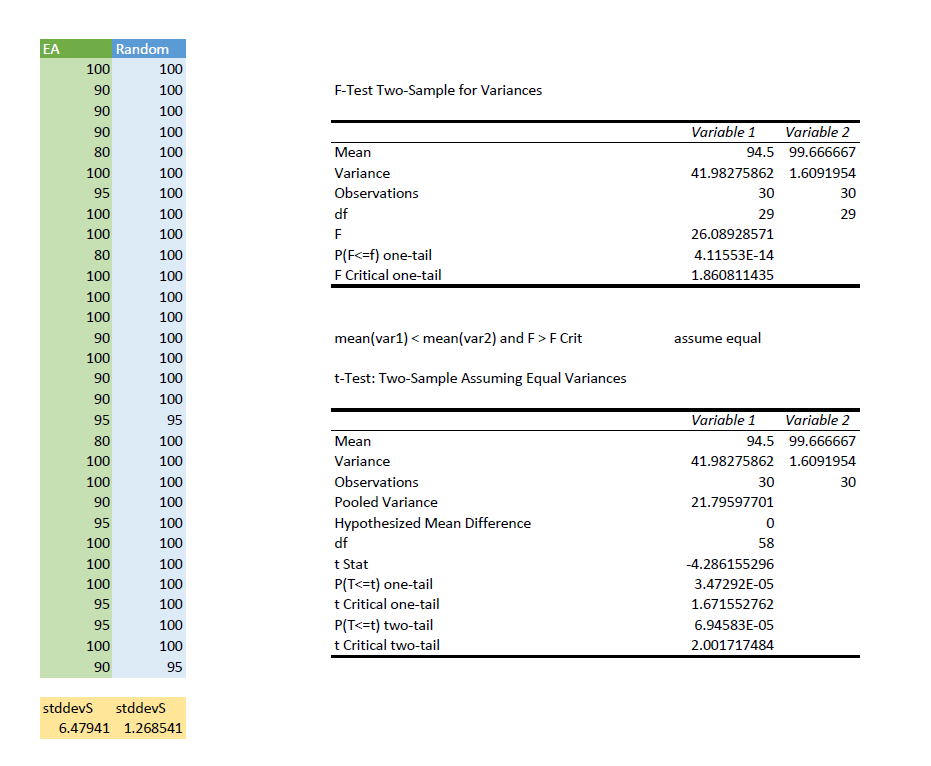 EA Random
100 100
90 100
90 100
90 100
80 100
100 100
95 100
100 100
100 100
80 100
100 100
100 100
100 100
90 100
100 100
90 100
90 100
95 95
80 100
100 100
100 100
90 100
95 100
100 100
100 100
100 100
95 100
95 100
100 100
90 95
stddevS stddevS
6.47941 1.268541
F-Test Two-Sample for Variances
Variable 1 Variable 2
Mean 94.5 99.666667
Variance 41.98275862 1.6091954
Observations 30 30
df 29 29
F 26.08928571
P(F<=f) one-tail 4.11553E-14
F Critical one-tail 1.860811435
mean(var1) < mean(var2) and F > F Crit assume equal
t-Test: Two-Sample Assuming Equal Variances
Variable 1 Variable 2
Mean 94.5 99.666667
Variance 41.98275862 1.6091954
Observations 30 30
Pooled Variance 21.79597701
Hypothesized Mean Difference 0
df 58
t Stat -4.286155296
P(T<=t) one-tail 3.47292E-05
t Critical one-tail 1.671552762
P(T<=t) two-tail 6.94583E-05
t Critical two-tail 2.001717484